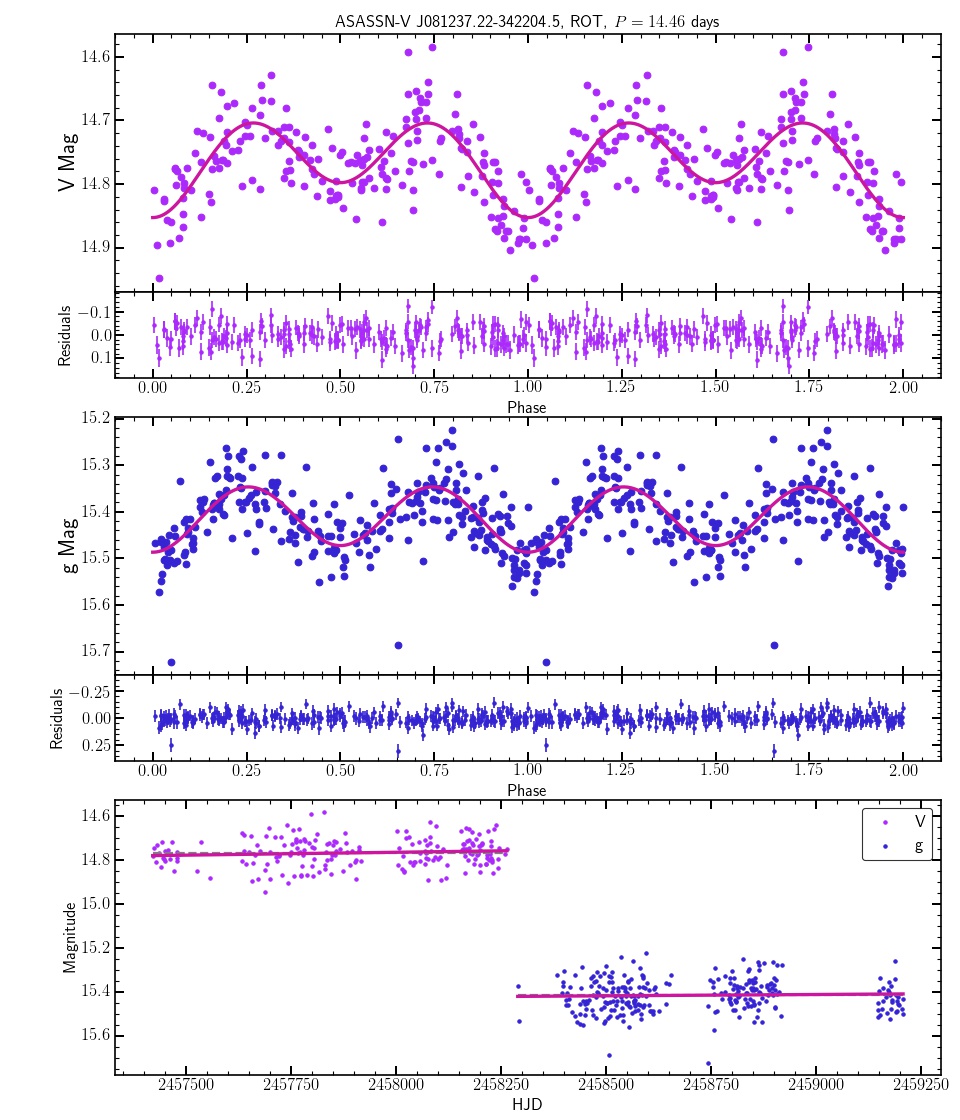 ASASSN-V J081237.22-342204.5, ROT, P = 14.46 days
14.6
14.7
14.8
14.9
V Mag
−0.1
0.0
0.1
Residuals
0.00 0.25 0.50 0.75 1.00 1.25 1.50 1.75 2.00
Phase
15.2
15.3
15.4
15.5
15.6
15.7
g Mag
−0.25
0.00
0.25
Residuals
0.00 0.25 0.50 0.75 1.00 1.25 1.50 1.75 2.00
Phase
14.6
14.8
15.0
15.2
15.4
15.6
Magnitude
V
g
2457500 2457750 2458000 2458250 2458500 2458750 2459000 2459250
HJD